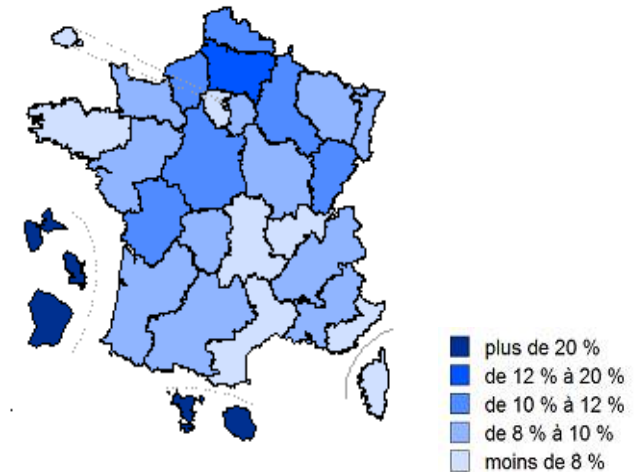 plus de 20 %
de 12 % à 20 %
de 10 % à 12 %
de 8 % à 10 %
moins de 8 %